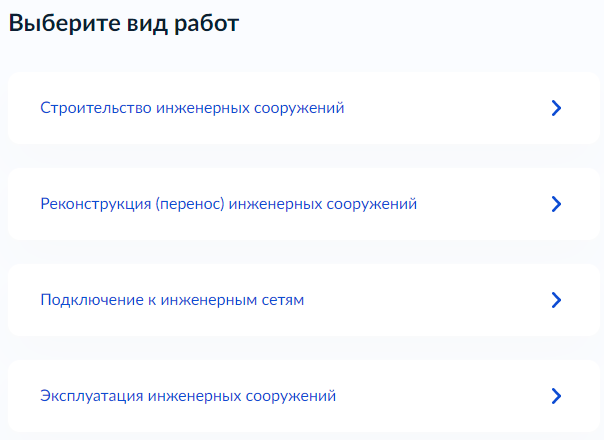 Выберите вид работ
Строительство инженерных сооружений
Реконструкция (перенос) инженерных сооружений
Подключение к инженерным сетям
Эксплуатация инженерных сооружений